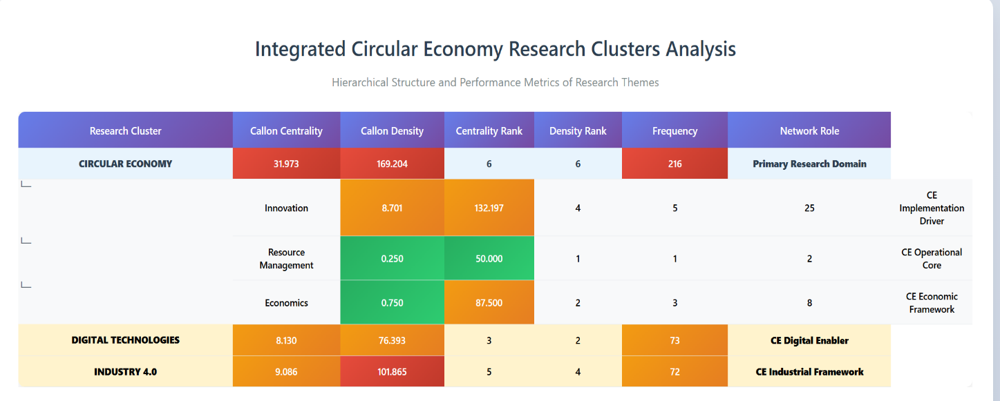 Integrated Circular Economy Research Clusters Analysis
Hierarchical Structure and Performance Metrics of Research Themes
Research Cluster Callon Centrality Callon Density Centrality Rank Density Rank Frequency Network Role
CIRCULAR ECONOMY 31.973 169.204 6 6 216 Primary Research Domain
Innovation 8.701 132.197 4 5 25 CE
Implementation
Driver
Resource
Management 0.250 50.000 1 1 2 CE Operational
Core
Economics 0.750 87.500 2 3 8 CE Economic
Framework
DIGITAL TECHNOLOGIES 8.130 76.393 3 2 73 CE Digital Enabler
INDUSTRY 4.0 9.086 101.865 5 4 72 CE Industrial Framework